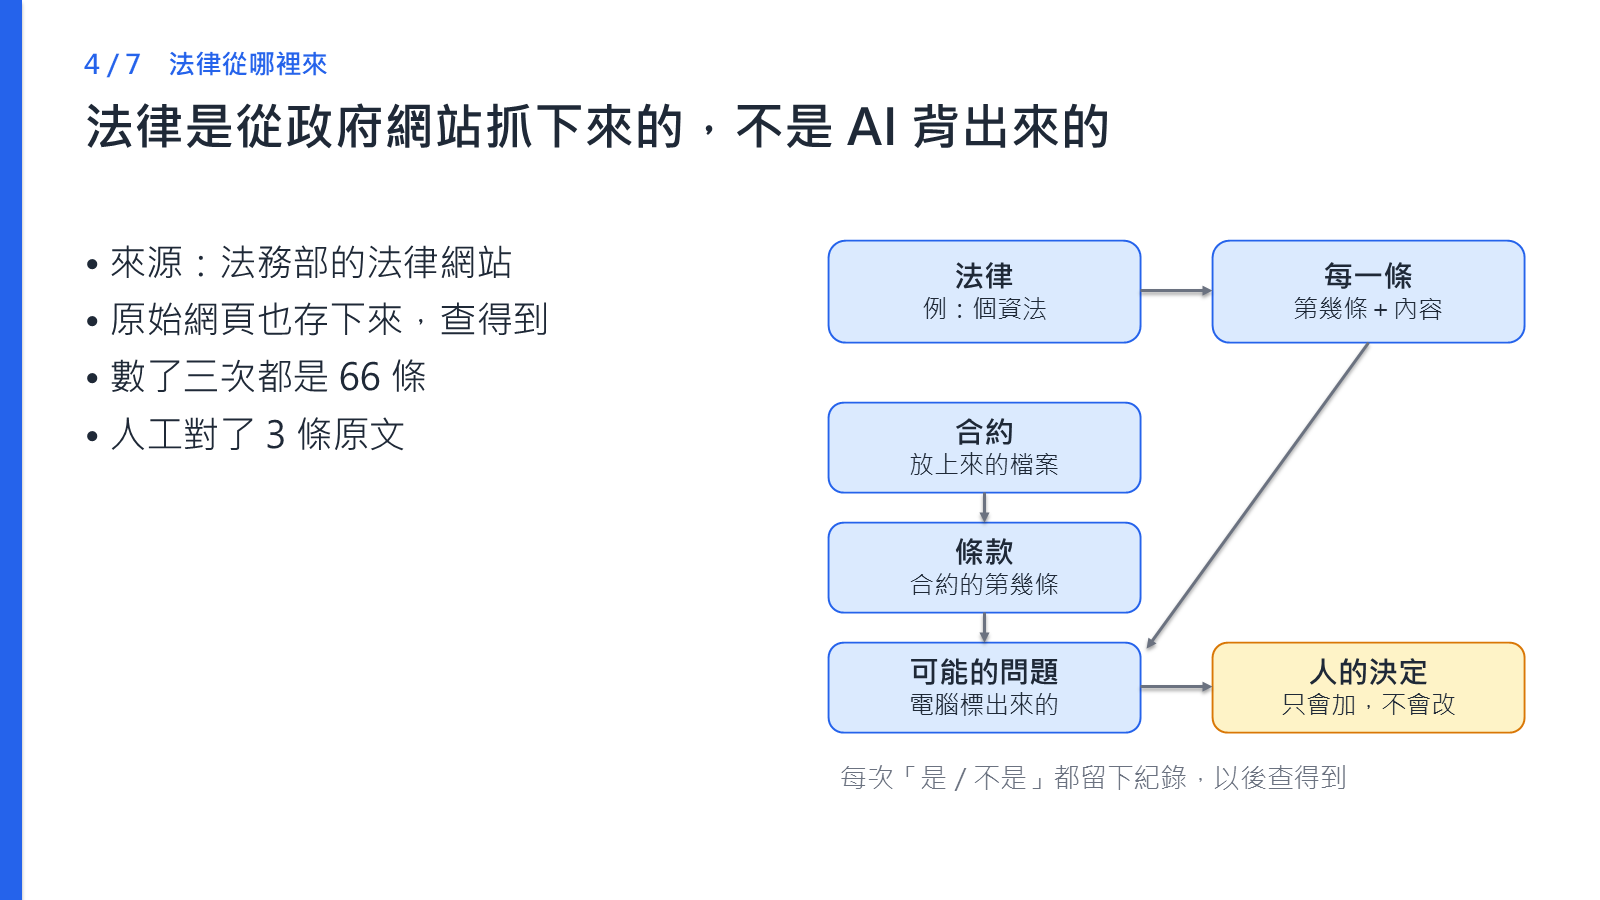 4 / 7　法律從哪裡來
法律是從政府網站抓下來的，不是 AI 背出來的
• 來源：法務部的法律網站
• 原始網頁也存下來，查得到
• 數了三次都是 66 條
• 人工對了 3 條原文
法律
例：個資法
每一條
第幾條 + 內容
合約
放上來的檔案
條款
合約的第幾條
可能的問題
電腦標出來的
人的決定
只會加，不會改
每次「是 / 不是」都留下紀錄，以後查得到